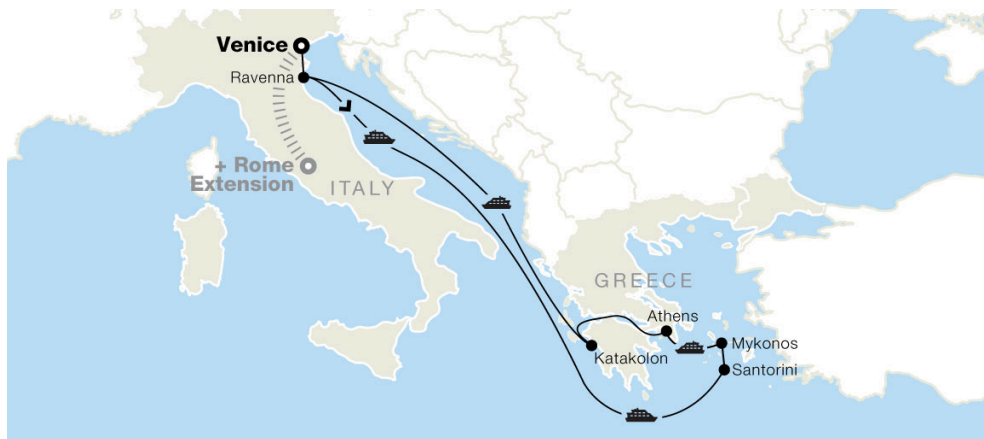 Venice
Ravenna
+ Rome
Extension
ITALY
GREECE
Athens
Mykonos
Katakolon
Santorini